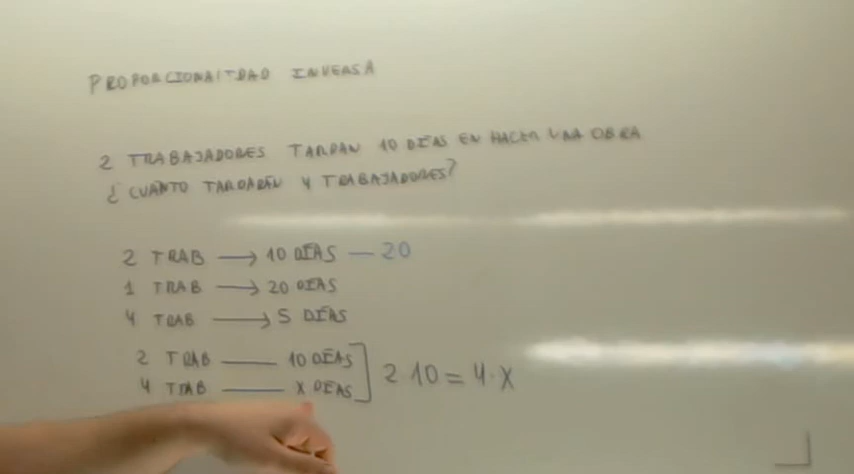 PROPORCIONALIDAD INVERSA
2 TRABAJADORES TARDAN 10 DÍAS EN HACER UNA OBRA
¿CUÁNTO TARDARÁN 4 TRABAJADORES?
2 TRAB → 10 DÍAS — 20
1 TRAB → 20 DÍAS
4 TRAB → 5 DÍAS
2 TRAB — 10 DÍAS
4 TRAB — X DÍAS ] 2 10 = 4 · X